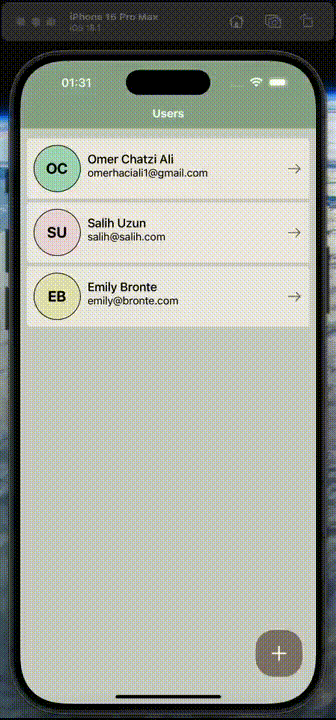 iPhone 16 Pro Max
iOS 18.1
01:31
Users
OC
Omer Chatzi Ali
omerhaciali1@gmail.com
SU
Salih Uzun
salih@salih.com
EB
Emily Bronte
emily@bronte.com